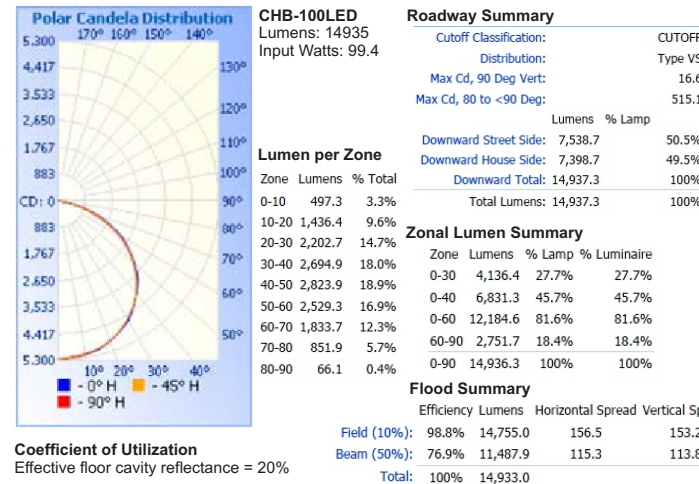 Polar Candela Distribution
170° 160° 150° 140°
5.300
4,417
3.533
2,650
1.767
883
CD: 0
883
1,767
2.650
3,533
4.417
5.300
130°
120°
110°
100°
90°
80°
70°
60°
50°
10° 20° 30° 40°
- 0° H - 45° H
- 90° H
CHB-100LED
Lumens: 14935
Input Watts: 99.4
Lumen per Zone
Zone Lumens % Total
0-10 497.3 3.3%
10-20 1,436.4 9.6%
20-30 2,202.7 14.7%
30-40 2,694.9 18.0%
40-50 2,823.9 18.9%
50-60 2,529.3 16.9%
60-70 1,833.7 12.3%
70-80 851.9 5.7%
80-90 66.1 0.4%
Roadway Summary
Cutoff Classification: CUTOFF
Distribution: Type VS
Max Cd, 90 Deg Vert: 16.6
Max Cd, 80 to <90 Deg: 515.1
Lumens % Lamp
Downward Street Side: 7,538.7 50.5%
Downward House Side: 7,398.7 49.5%
Downward Total: 14,937.3 100%
Total Lumens: 14,937.3 100%
Zonal Lumen Summary
Zone Lumens % Lamp % Luminaire
0-30 4,136.4 27.7% 27.7%
0-40 6,831.3 45.7% 45.7%
0-60 12,184.6 81.6% 81.6%
60-90 2,751.7 18.4% 18.4%
0-90 14,936.3 100% 100%
Flood Summary
Efficiency Lumens Horizontal Spread Vertical Sp
Field (10%): 98.8% 14,755.0 156.5 153.2
Beam (50%): 76.9% 11,487.9 115.3 113.8
Total: 100% 14,933.0
Coefficient of Utilization
Effective floor cavity reflectance = 20%